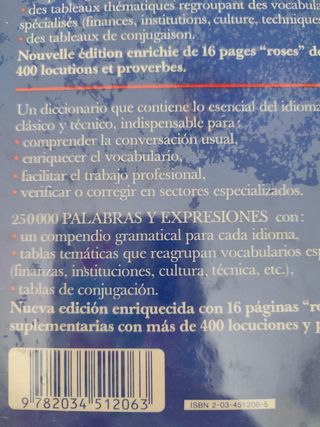 • des tableaux thématiques regroupant des vocabu
spécialisés (finances, institutions, culture, technique
• des tableaux de conjugaison.
Nouvelle édition enrichie de 16 pages “roses” de
400 locutions et proverbes.
Un diccionario que contiene lo esencial del idioma
clásico y técnico, indispensable para :
• comprender la conversación usual,
• enriquecer el vocabulario,
• facilitar el trabajo profesional,
• verificar o corregir en sectores especializados.
250 000 PALABRAS Y EXPRESIONES con :
• un compendio gramatical para cada idioma,
• tablas temáticas que reagrupan vocabularios esp
(finanzas, instituciones, cultura, técnica, etc.),
• tablas de conjugación.
Nueva edición enriquecida con 16 páginas “ro
suplementarias con más de 400 locuciones y p
9 782034 512063
ISBN 2-03-451206-5